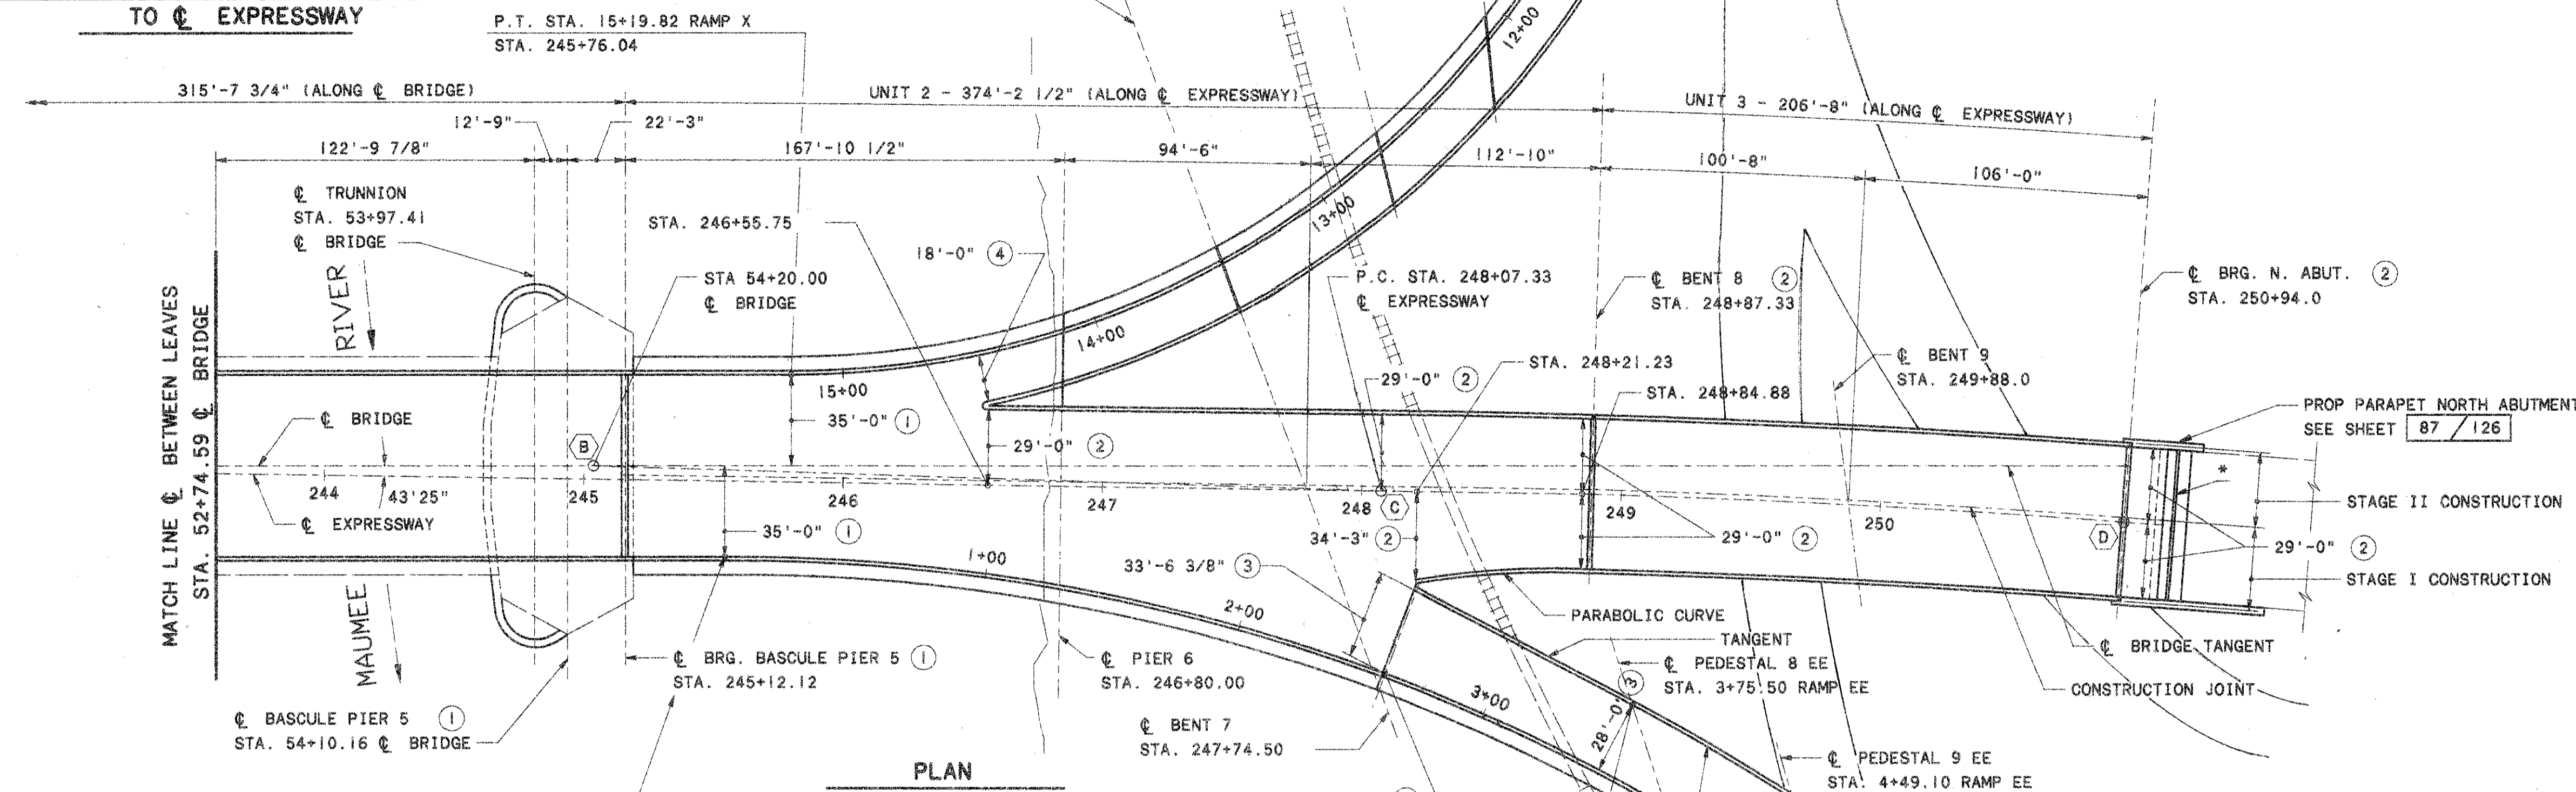 TO ℄ EXPRESSWAY
P.T. STA. 15+19.82 RAMP X
STA. 245+76.04
12+00
315'-7 3/4" (ALONG ℄ BRIDGE)
UNIT 2 - 374'-2 1/2" (ALONG ℄ EXPRESSWAY)
UNIT 3 - 206'-8" (ALONG ℄ EXPRESSWAY)
12'-9"
22'-3"
122'-9 7/8"
167'-10 1/2"
94'-6"
112'-10"
100'-8"
106'-0"
℄ TRUNNION
STA. 53+97.41
℄ BRIDGE
STA. 246+55.75
13+00
18'-0" 4
RIVER
STA 54+20.00
℄ BRIDGE
P.C. STA. 248+07.33
℄ EXPRESSWAY
℄ BENT 8 2
STA. 248+87.33
℄ BRG. N. ABUT. 2
STA. 250+94.0
MATCH LINE ℄ BETWEEN LEAVES
STA. 52+74.59 ℄ BRIDGE
14+00
℄ BENT 9
STA. 249+88.0
STA. 248+21.23
29'-0" 2
STA. 248+84.88
15+00
35'-0" 1
PROP PARAPET NORTH ABUTMENT
SEE SHEET 87 / 126
℄ BRIDGE
B
29'-0" 2
*
244
43'25"
245
246
247
248
C
249
250
STAGE II CONSTRUCTION
℄ EXPRESSWAY
35'-0" 1
34'-3" 2
29'-0" 2
D
29'-0" 2
1+00
33'-6 3/8" 3
STAGE I CONSTRUCTION
MAUMEE
2+00
PARABOLIC CURVE
TANGENT
℄ BRIDGE TANGENT
℄ BRG. BASCULE PIER 5 1
STA. 245+12.12
℄ PIER 6
STA. 246+80.00
℄ PEDESTAL 8 EE
STA. 3+75.50 RAMP EE
3
3+00
CONSTRUCTION JOINT
℄ BASCULE PIER 5 1
STA. 54+10.16 ℄ BRIDGE
℄ BENT 7
STA. 247+74.50
28'-0"
℄ PEDESTAL 9 EE
STA. 4+49.10 RAMP EE
PLAN